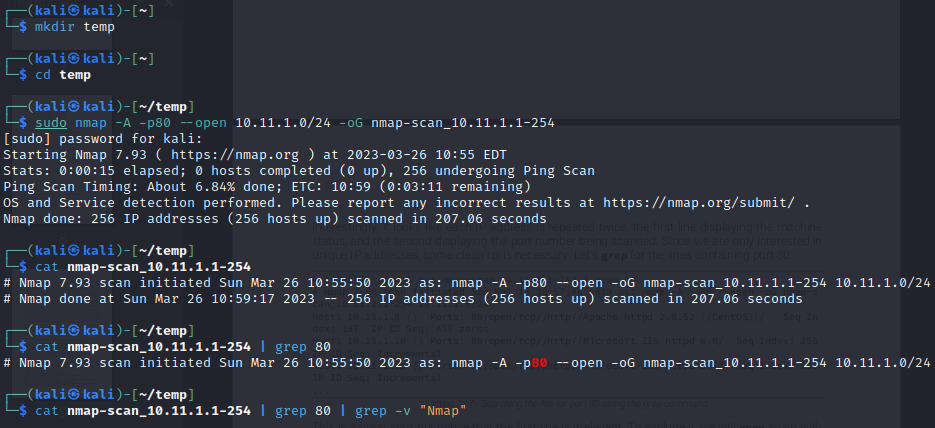 ┌──(kali㉿kali)-[~]
└─$ mkdir temp
┌──(kali㉿kali)-[~]
└─$ cd temp
┌──(kali㉿kali)-[~/temp]
└─$ sudo nmap -A -p80 --open 10.11.1.0/24 -oG nmap-scan_10.11.1.1-254
[sudo] password for kali:
Starting Nmap 7.93 ( https://nmap.org ) at 2023-03-26 10:55 EDT
Stats: 0:00:15 elapsed; 0 hosts completed (0 up), 256 undergoing Ping Scan
Ping Scan Timing: About 6.84% done; ETC: 10:59 (0:03:11 remaining)
OS and Service detection performed. Please report any incorrect results at https://nmap.org/submit/ .
Nmap done: 256 IP addresses (256 hosts up) scanned in 207.06 seconds
┌──(kali㉿kali)-[~/temp]
└─$ cat nmap-scan_10.11.1.1-254
# Nmap 7.93 scan initiated Sun Mar 26 10:55:50 2023 as: nmap -A -p80 --open -oG nmap-scan_10.11.1.1-254 10.11.1.0/24
# Nmap done at Sun Mar 26 10:59:17 2023 -- 256 IP addresses (256 hosts up) scanned in 207.06 seconds
┌──(kali㉿kali)-[~/temp]
└─$ cat nmap-scan_10.11.1.1-254 | grep 80
# Nmap 7.93 scan initiated Sun Mar 26 10:55:50 2023 as: nmap -A -p80 --open -oG nmap-scan_10.11.1.1-254 10.11.1.0/24
┌──(kali㉿kali)-[~/temp]
└─$ cat nmap-scan_10.11.1.1-254 | grep 80 | grep -v "Nmap"